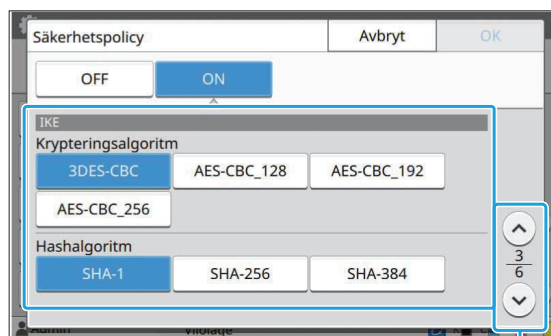 Säkerhetspolicy Avbryt OK
OFF ON
IKE
Krypteringsalgoritm
3DES-CBC AES-CBC_128 AES-CBC_192
AES-CBC_256
Hashalgoritm
3
6
SHA-1 SHA-256 SHA-384
Admin